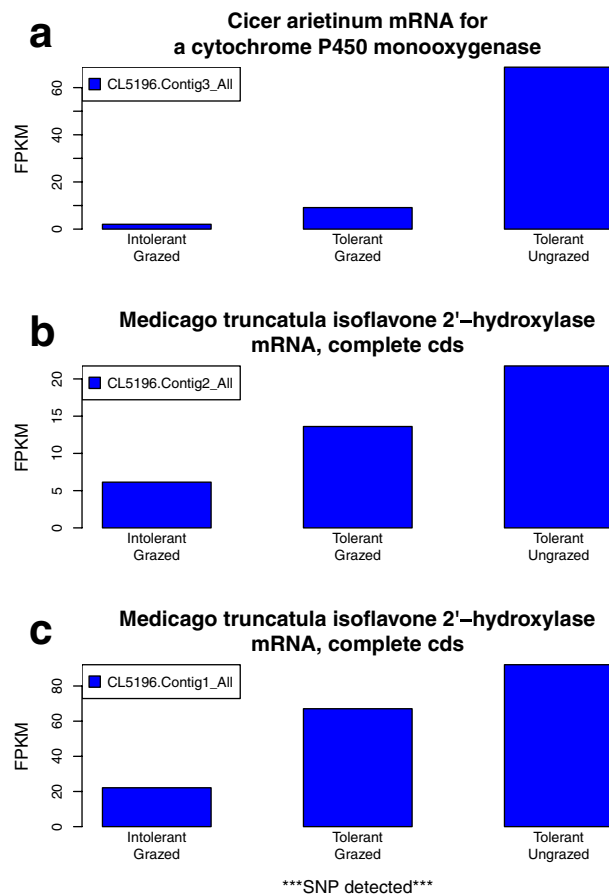 a
Cicer arietinum mRNA for
a cytochrome P450 monooxygenase
CL5196.Contig3_All
FPKM
60
40
20
0
Intolerant Grazed
Tolerant Grazed
Tolerant Ungrazed
b
Medicago truncatula isoflavone 2'−hydroxylase
mRNA, complete cds
CL5196.Contig2_All
FPKM
20
15
10
5
0
Intolerant Grazed
Tolerant Grazed
Tolerant Ungrazed
c
Medicago truncatula isoflavone 2'−hydroxylase
mRNA, complete cds
CL5196.Contig1_All
FPKM
80
60
40
20
0
Intolerant Grazed
Tolerant Grazed
Tolerant Ungrazed
***SNP detected***